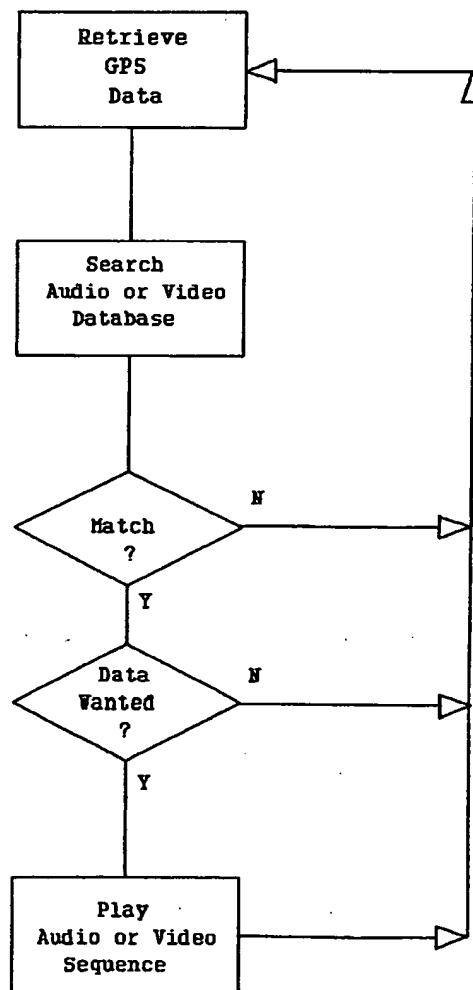 Retrieve
GPS
Data
Search
Audio or Video
Database
N
Match
?
Y
Data
N
Wanted
?
Y
Play
Audio or Video
Sequence